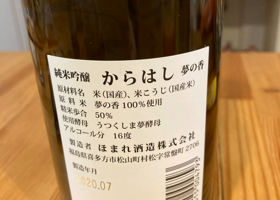 純米吟醸 からはし 夢の香
原材料名 米(国産)、米こうじ(国産米)
原料米 夢の香100%使用
精米歩合 50%
使用酵母 うつくしま夢酵母
アルコール分 16度
製造者 ほまれ酒造株式会社
福島県喜多方市松山町村松字常盤町2706
製造年月
2020.07